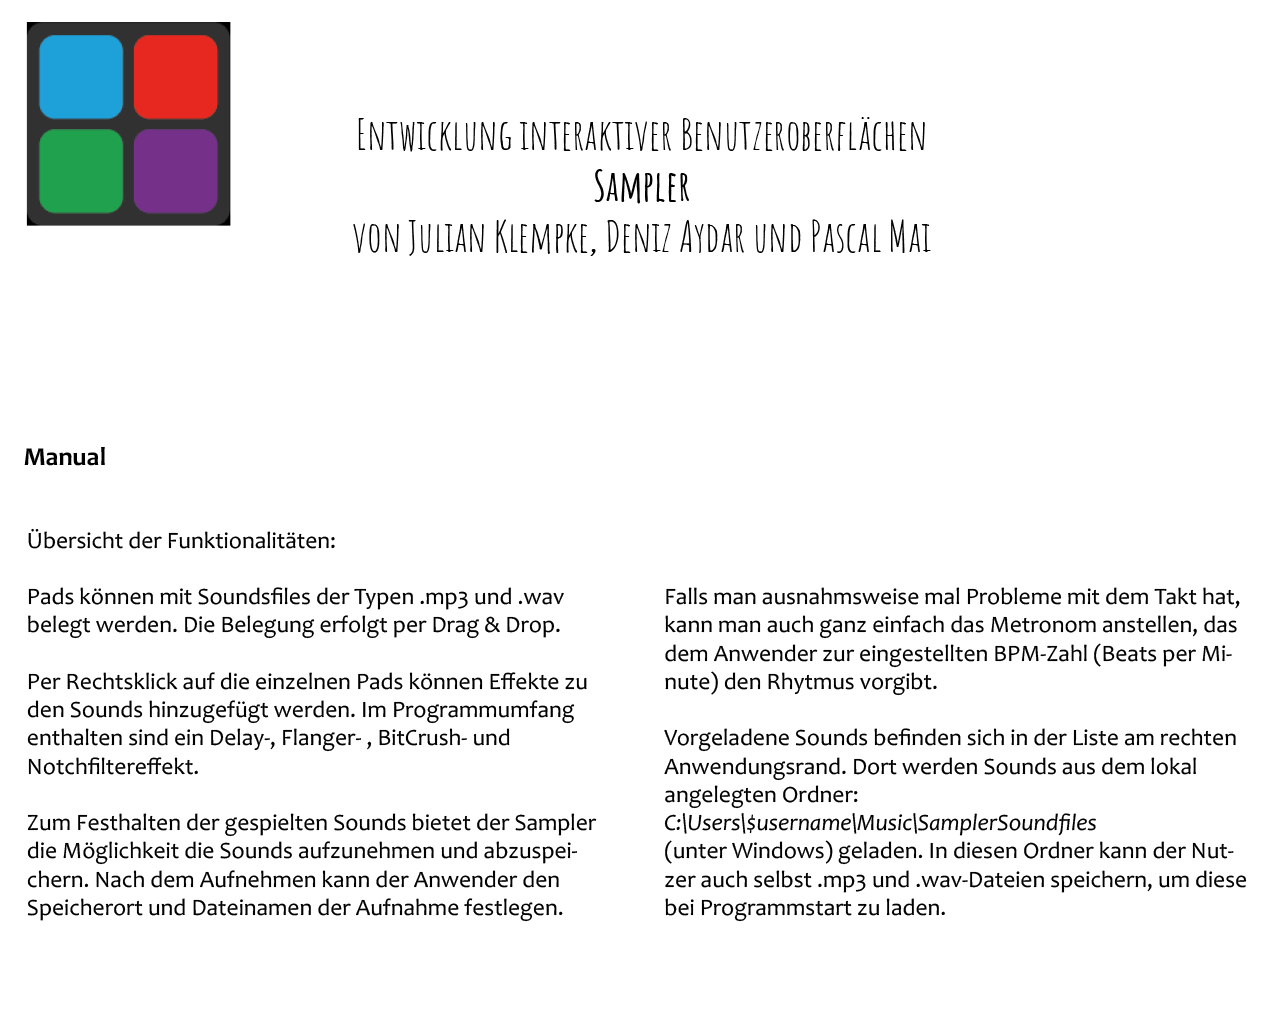 Entwicklung interaktiver Benutzeroberflächen
Sampler
von Julian Klempke, Deniz Aydar und Pascal Mai
Manual
Übersicht der Funktionalitäten:
Pads können mit Soundsfiles der Typen .mp3 und .wav
belegt werden. Die Belegung erfolgt per Drag & Drop.
Per Rechtsklick auf die einzelnen Pads können Effekte zu
den Sounds hinzugefügt werden. Im Programmumfang
enthalten sind ein Delay-, Flanger- , BitCrush- und
Notchfiltereffekt.
Zum Festhalten der gespielten Sounds bietet der Sampler
die Möglichkeit die Sounds aufzunehmen und abzuspei-
chern. Nach dem Aufnehmen kann der Anwender den
Speicherort und Dateinamen der Aufnahme festlegen.
Falls man ausnahmsweise mal Probleme mit dem Takt hat,
kann man auch ganz einfach das Metronom anstellen, das
dem Anwender zur eingestellten BPM-Zahl (Beats per Mi-
nute) den Rhytmus vorgibt.
Vorgeladene Sounds befinden sich in der Liste am rechten
Anwendungsrand. Dort werden Sounds aus dem lokal
angelegten Ordner:
C:\Users\$username\Music\SamplerSoundfiles
(unter Windows) geladen. In diesen Ordner kann der Nut-
zer auch selbst .mp3 und .wav-Dateien speichern, um diese
bei Programmstart zu laden.